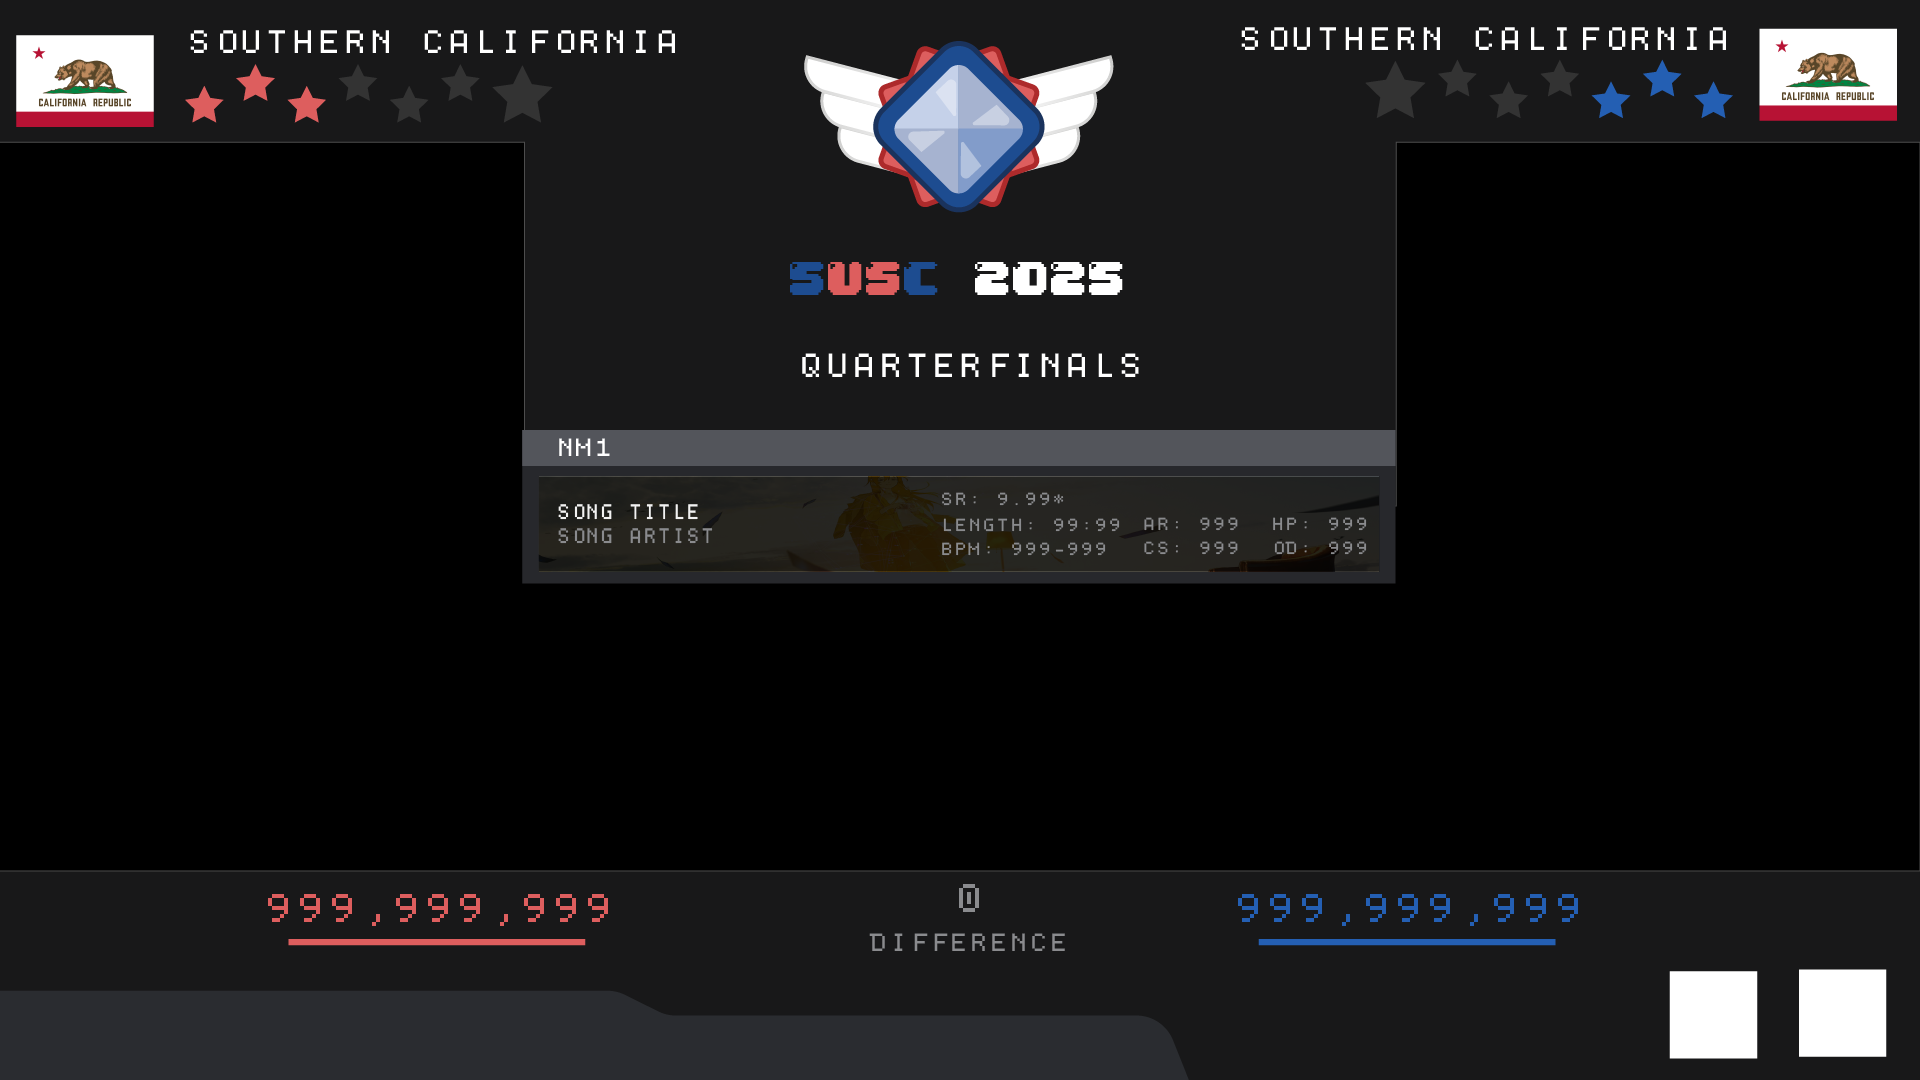 SOUTHERN CALIFORNIA
CALIFORNIA REPUBLIC
SOUTHERN CALIFORNIA
CALIFORNIA REPUBLIC
SUSC 2025
QUARTERFINALS
NM1
SONG TITLE
SONG ARTIST
SR: 9.99*
LENGTH: 99:99 AR: 999 HP: 999
BPM: 999-999 CS: 999 OD: 999
999,999,999
0
DIFFERENCE
999,999,999